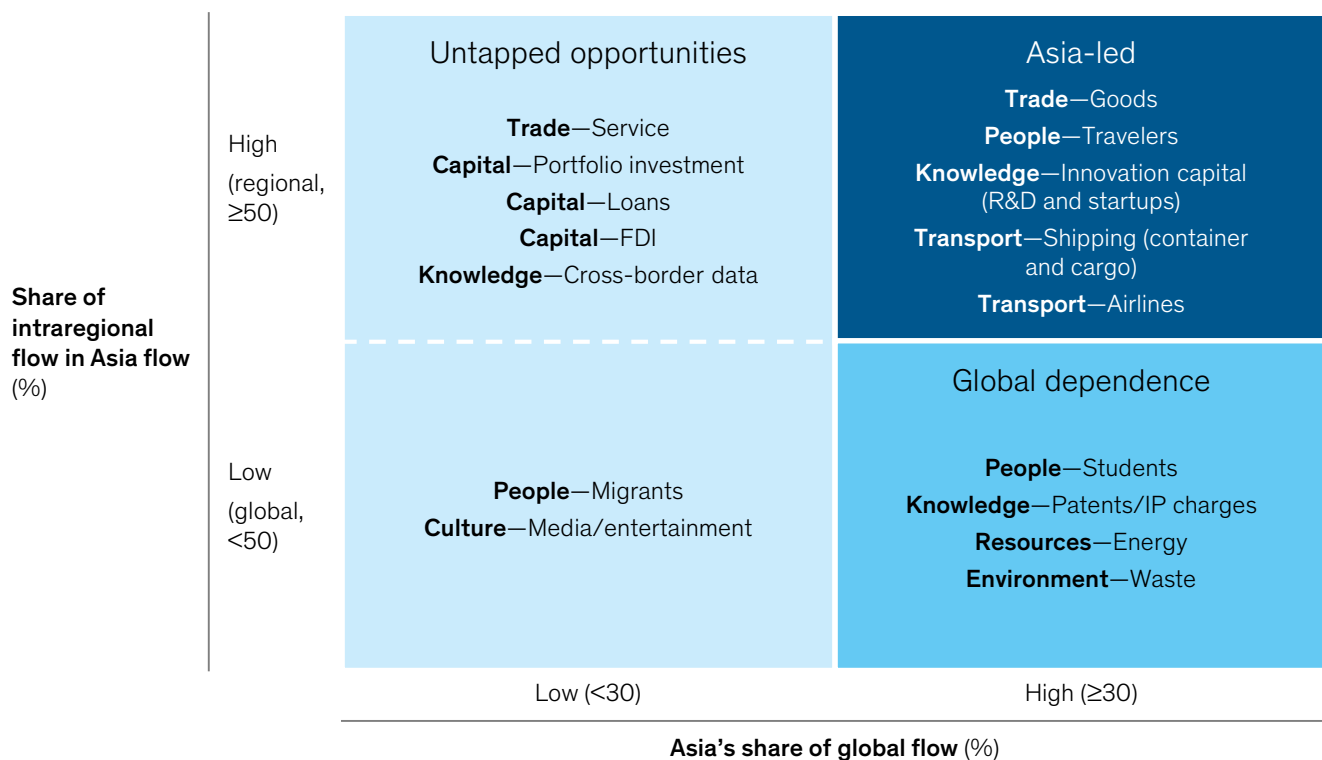 Share of
intraregional
flow in Asia flow
(%)
High
(regional,
≥50)
Low
(global,
<50)
Untapped opportunities
Trade—Service
Capital—Portfolio investment
Capital—Loans
Capital—FDI
Knowledge—Cross-border data
People—Migrants
Culture—Media/entertainment
Asia-led
Trade—Goods
People—Travelers
Knowledge—Innovation capital
(R&D and startups)
Transport—Shipping (container
and cargo)
Transport—Airlines
Global dependence
People—Students
Knowledge—Patents/IP charges
Resources—Energy
Environment—Waste
Low (<30)
High (≥30)
Asia's share of global flow (%)